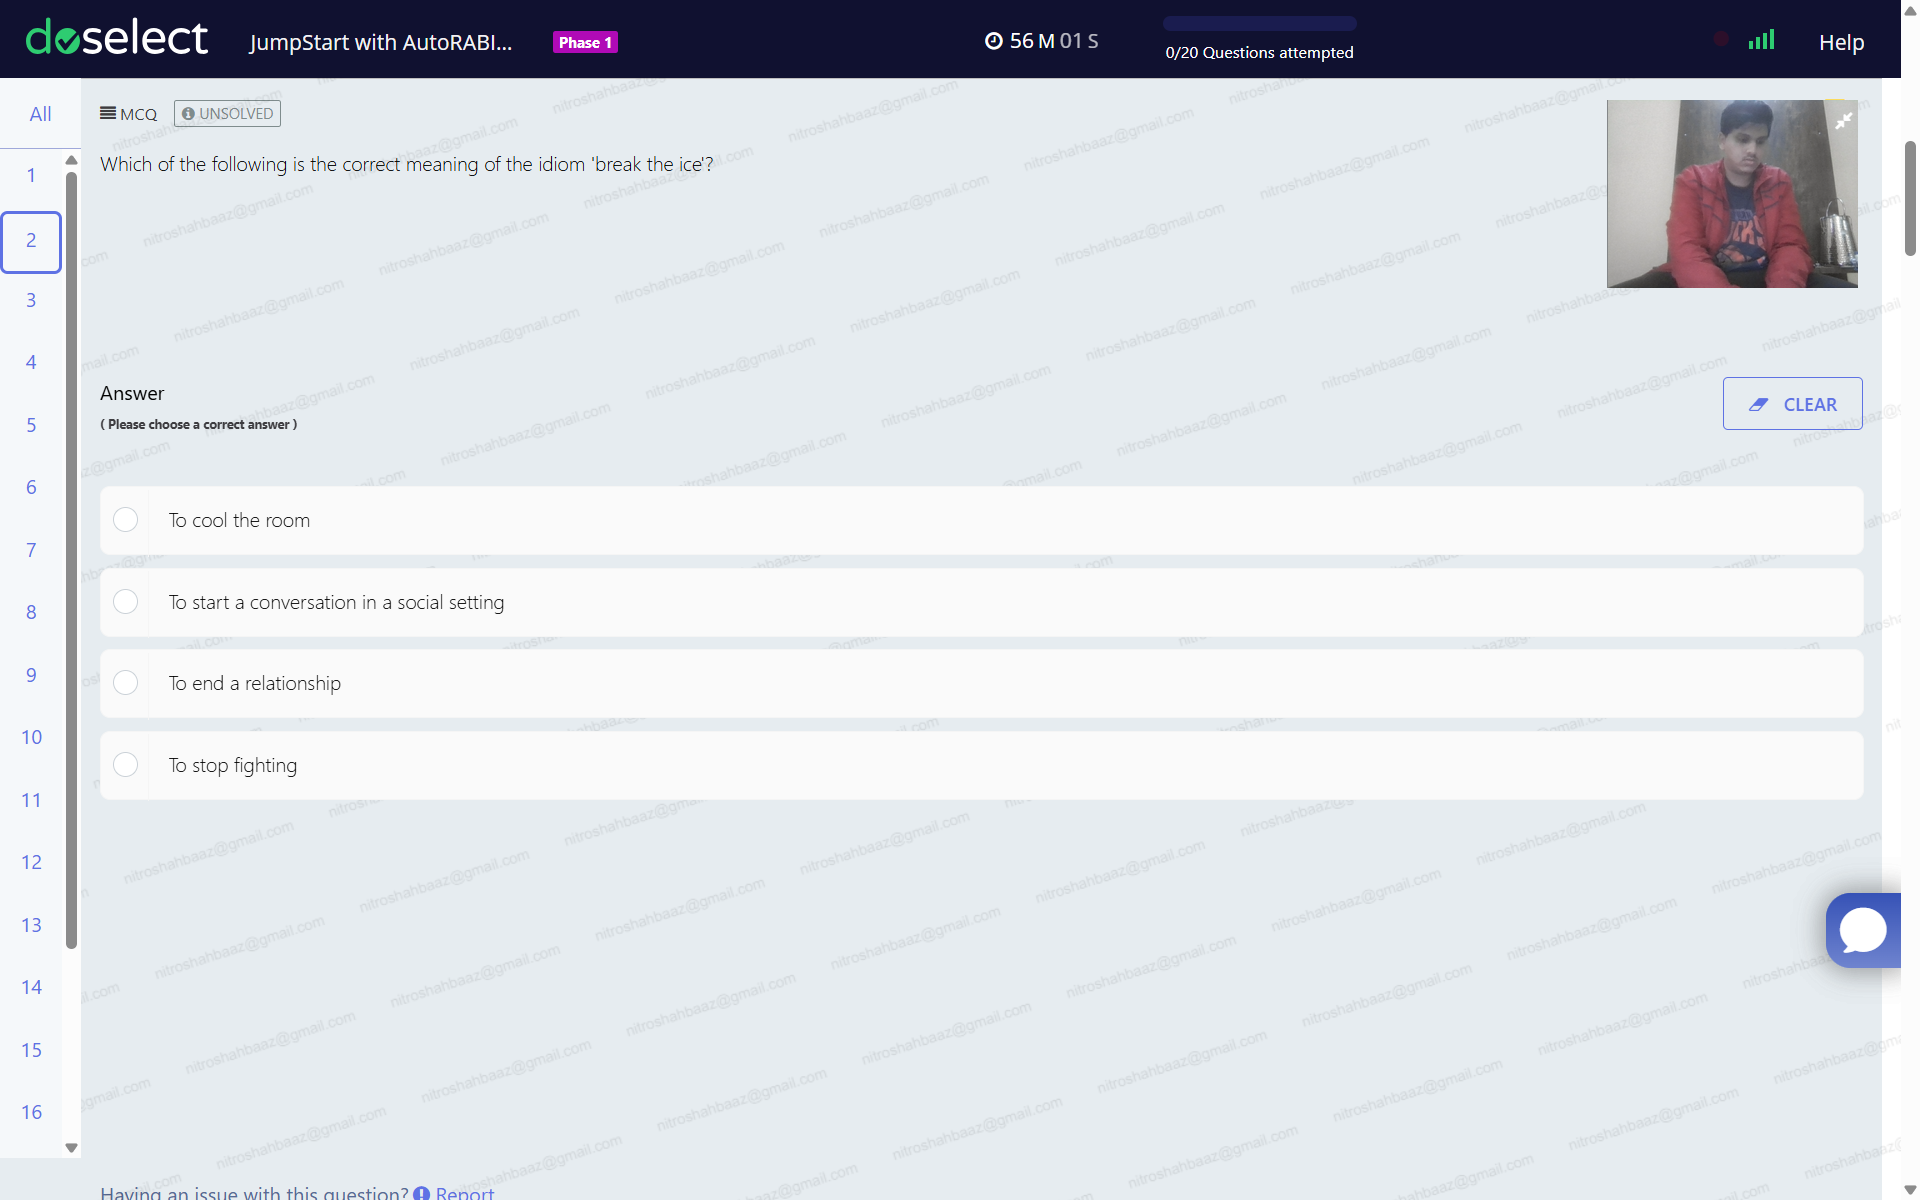 doselect
JumpStart with AutoRABI...
Phase 1
56 M 01 S
0/20 Questions attempted
Help
All
MCQ
UNSOLVED
Which of the following is the correct meaning of the idiom 'break the ice'?
1
2
3
4
5
6
7
8
9
10
11
12
13
14
15
16
Answer
( Please choose a correct answer )
CLEAR
To cool the room
To start a conversation in a social setting
To end a relationship
To stop fighting
nitroshahbaaz@gmail.com
Having an issue with this question? Report